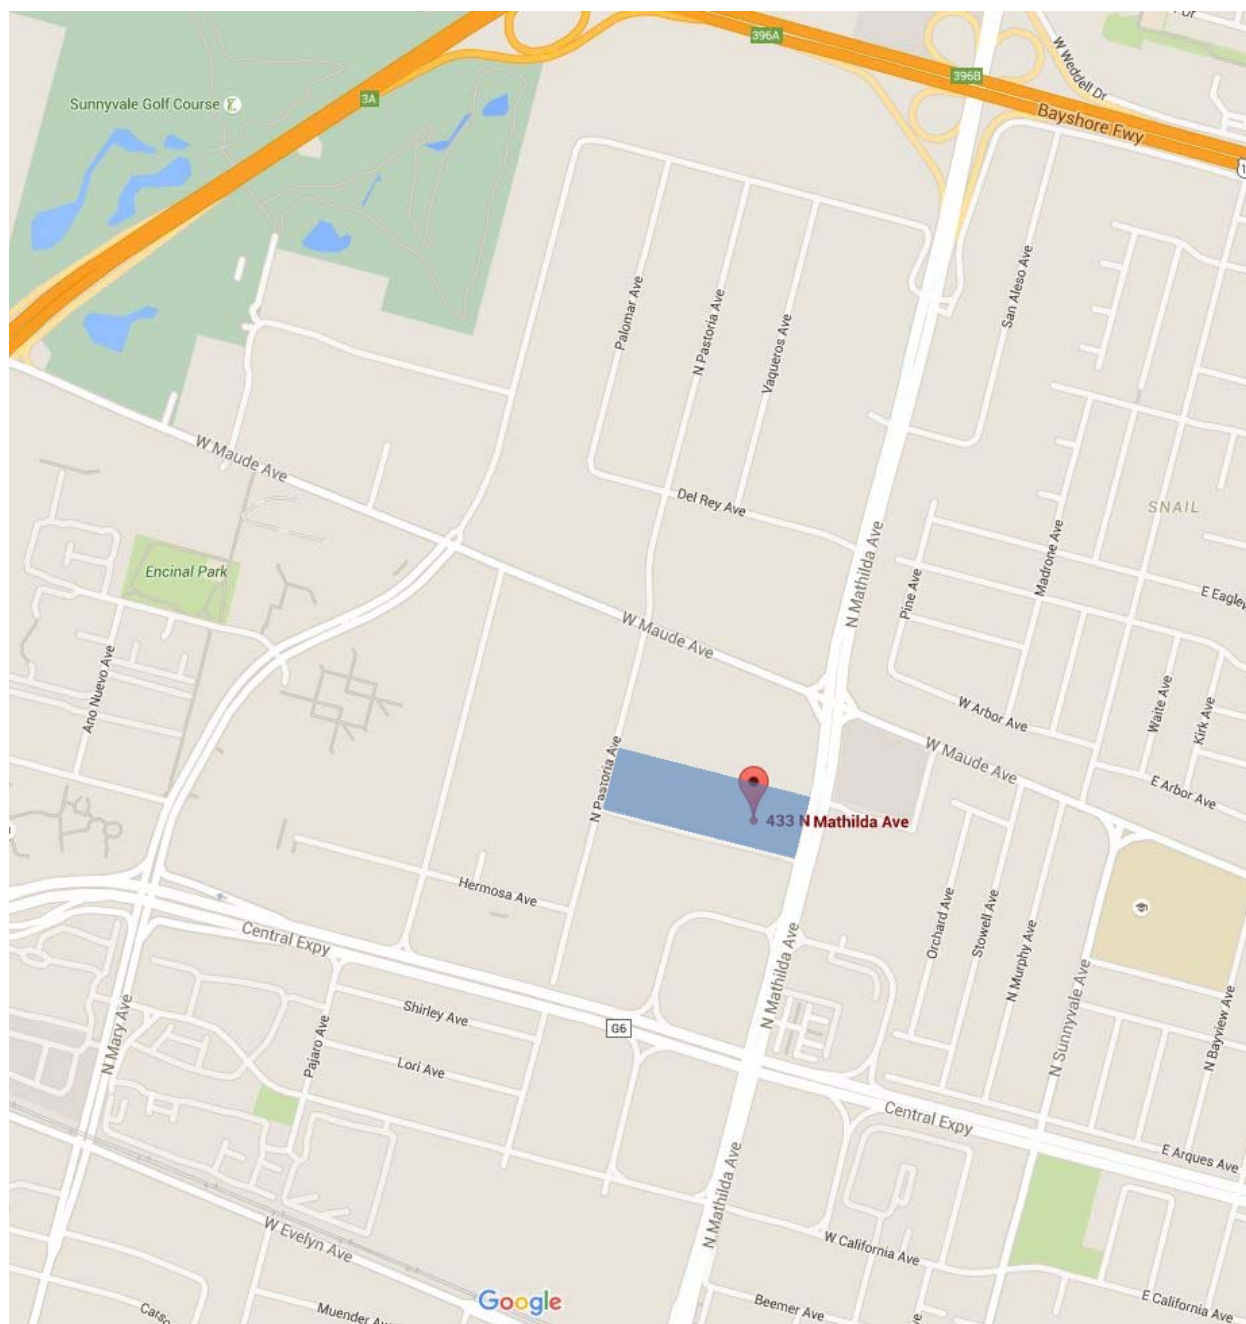 396A
396B
W Weddell Dr
3A
Sunnyvale Golf Course
Bayshore Fwy
San Aleso Ave
Palomar Ave
N Pastoria Ave
Vaqueros Ave
W Maude Ave
Del Rey Ave
SNAIL
N Mathilda Ave
Madrone Ave
Encinal Park
Pine Ave
E Eagle
W Maude Ave
Ano Nuevo Ave
Waite Ave
Kirk Ave
W Arbor Ave
W Maude Ave
E Arbor Ave
N Pastoria Ave
433 N Mathilda Ave
Hermosa Ave
Orchard Ave
Stowell Ave
N Murphy Ave
Central Expy
N Mathilda Ave
N Sunnyvale Ave
N Bayview Ave
N Mary Ave
Pajaro Ave
Shirley Ave
G6
Lori Ave
Central Expy
E Arques Ave
N Mathilda Ave
W Evelyn Ave
W California Ave
Google
E California Ave
Beemer Ave
Muender Av
Carso